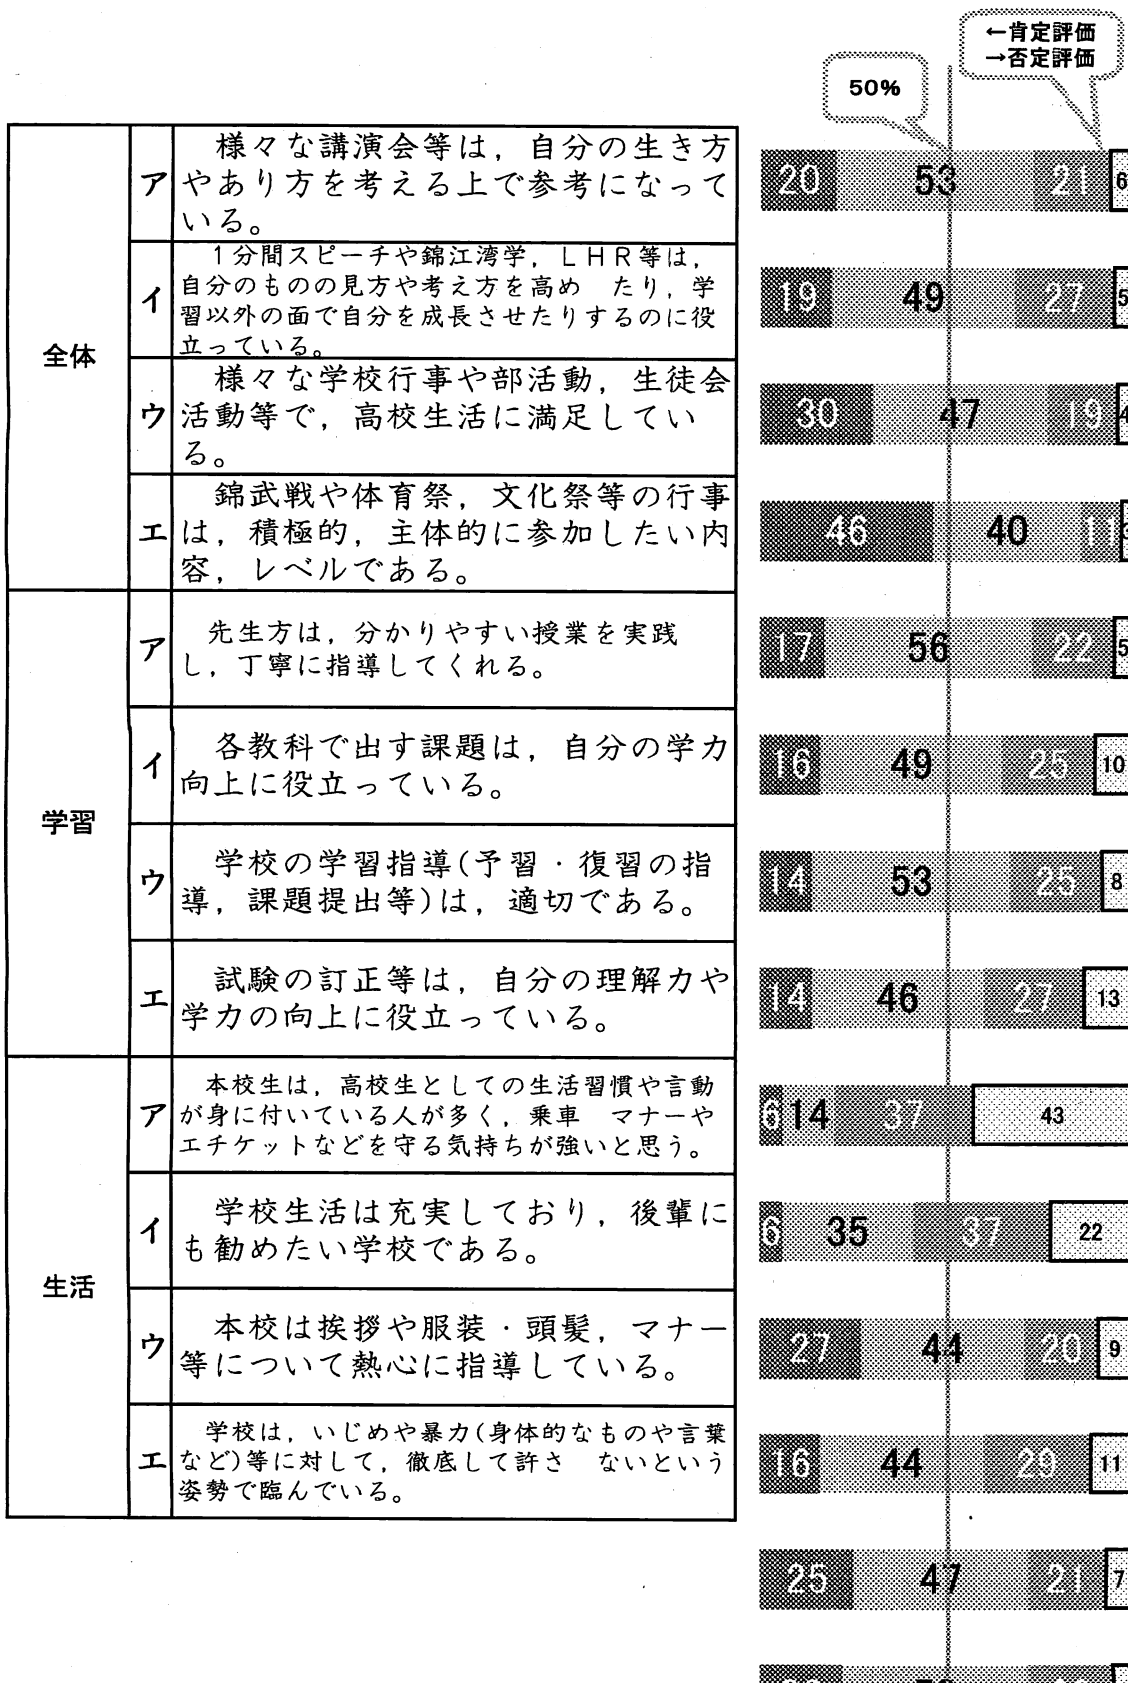 ←肯定評価
→否定評価
50%
全体
ア
様々な講演会等は，自分の生き方
やあり方を考える上で参考になって
いる。
20 53 21 6
イ
１分間スピーチや錦江湾学，ＬＨＲ等は，
自分のものの見方や考え方を高め　たり，学
習以外の面で自分を成長させたりするのに役
立っている。
19 49 27 5
ウ
様々な学校行事や部活動，生徒会
活動等で，高校生活に満足してい
る。
30 47 19 4
エ
錦武戦や体育祭，文化祭等の行事
は，積極的，主体的に参加したい内
容，レベルである。
46 40 11 3
学習
ア
先生方は，分かりやすい授業を実践
し，丁寧に指導してくれる。
17 56 22 5
イ
各教科で出す課題は，自分の学力
向上に役立っている。
16 49 25 10
ウ
学校の学習指導(予習・復習の指
導，課題提出等)は，適切である。
14 53 25 8
エ
試験の訂正等は，自分の理解力や
学力の向上に役立っている。
14 46 27 13
生活
ア
本校生は，高校生としての生活習慣や言動
が身に付いている人が多く，乗車　マナーや
エチケットなどを守る気持ちが強いと思う。
6 14 37 43
イ
学校生活は充実しており，後輩に
も勧めたい学校である。
6 35 37 22
ウ
本校は挨拶や服装・頭髪，マナー
等について熱心に指導している。
27 44 20 9
エ
学校は，いじめや暴力(身体的なものや言葉
など)等に対して，徹底して許さ　ないという
姿勢で臨んでいる。
16 44 29 11
25 47 21 7